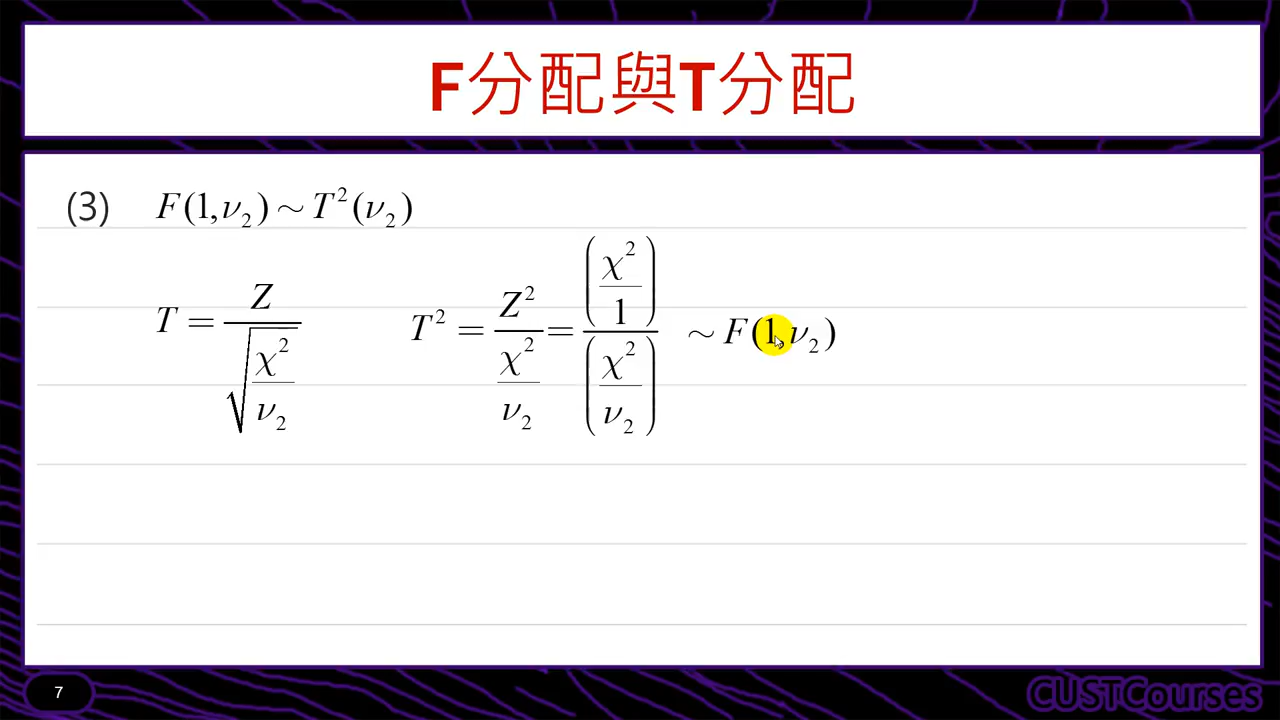 F分配與T分配
(3) F(1,ν₂) ~ T²(ν₂)
T = Z / √(χ²/ν₂)   T² = Z² / (χ²/ν₂) = (χ²/1) / (χ²/ν₂) ~ F(1,ν₂)
7
CUSTCourses